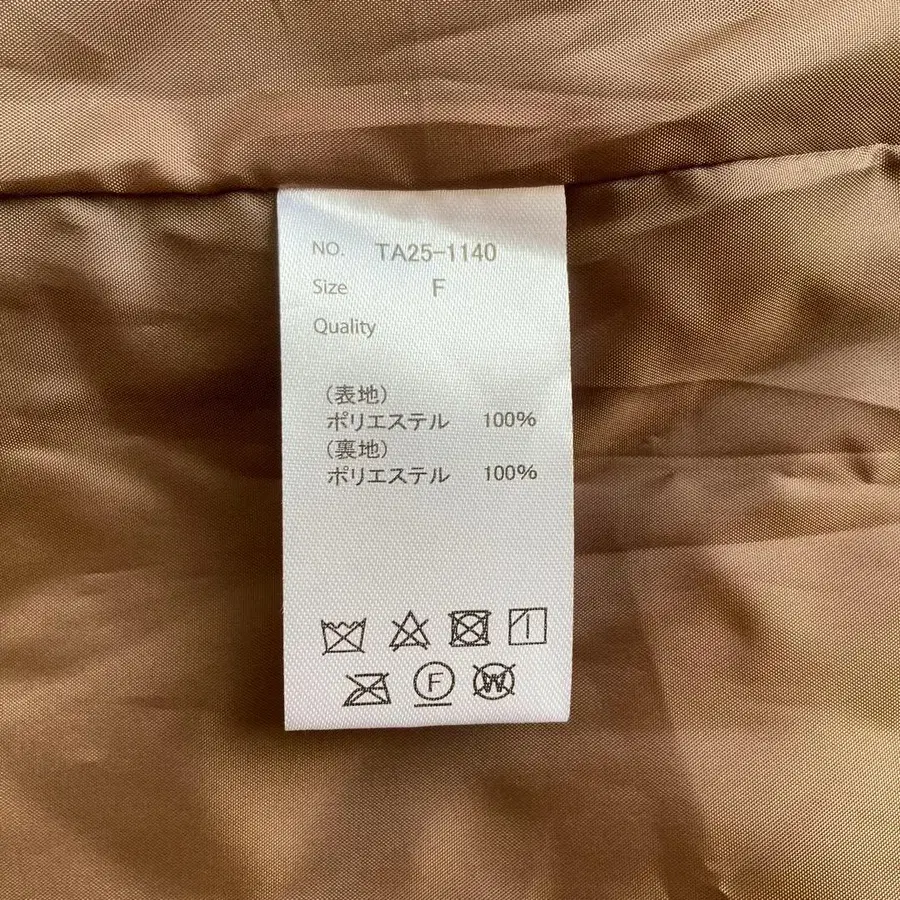 NO. TA25-1140
Size F
Quality
(表地)
ポリエステル 100%
(裏地)
ポリエステル 100%
F
W